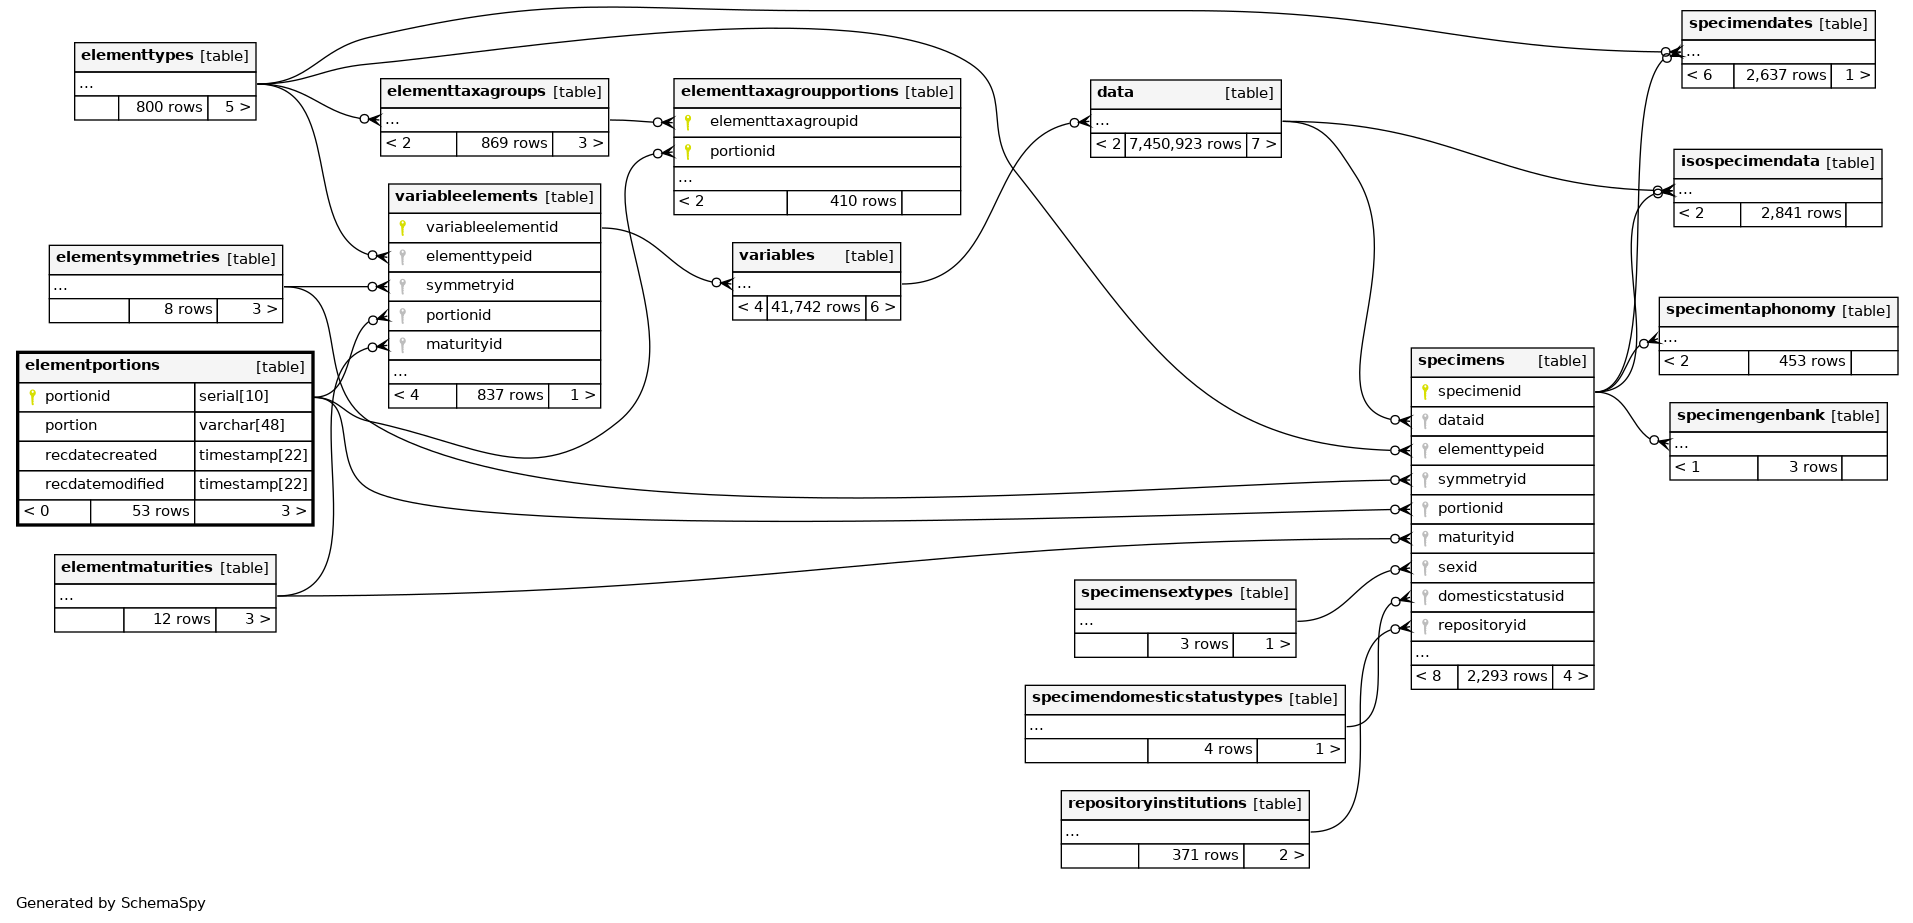 elementtypes [table]
...
800 rows 5 >
elementsymmetries [table]
...
8 rows 3 >
elementportions [table]
portionid serial[10]
portion varchar[48]
recdatecreated timestamp[22]
recdatemodified timestamp[22]
< 0 53 rows 3 >
elementmaturities [table]
...
12 rows 3 >
elementtaxagroups [table]
...
< 2 869 rows 3 >
variableelements [table]
variableelementid
elementtypeid
symmetryid
portionid
maturityid
...
< 4 837 rows 1 >
elementtaxagroupportions [table]
elementtaxagroupid
portionid
...
< 2 410 rows
variables [table]
...
< 4 41,742 rows 6 >
data [table]
...
< 2 7,450,923 rows 7 >
specimensextypes [table]
...
3 rows 1 >
specimendomesticstatustypes [table]
...
4 rows 1 >
repositoryinstitutions [table]
...
371 rows 2 >
specimens [table]
specimenid
dataid
elementtypeid
symmetryid
portionid
maturityid
sexid
domesticstatusid
repositoryid
...
< 8 2,293 rows 4 >
specimendates [table]
...
< 6 2,637 rows 1 >
isospecimendata [table]
...
< 2 2,841 rows
specimentaphonomy [table]
...
< 2 453 rows
specimengenbank [table]
...
< 1 3 rows
Generated by SchemaSpy